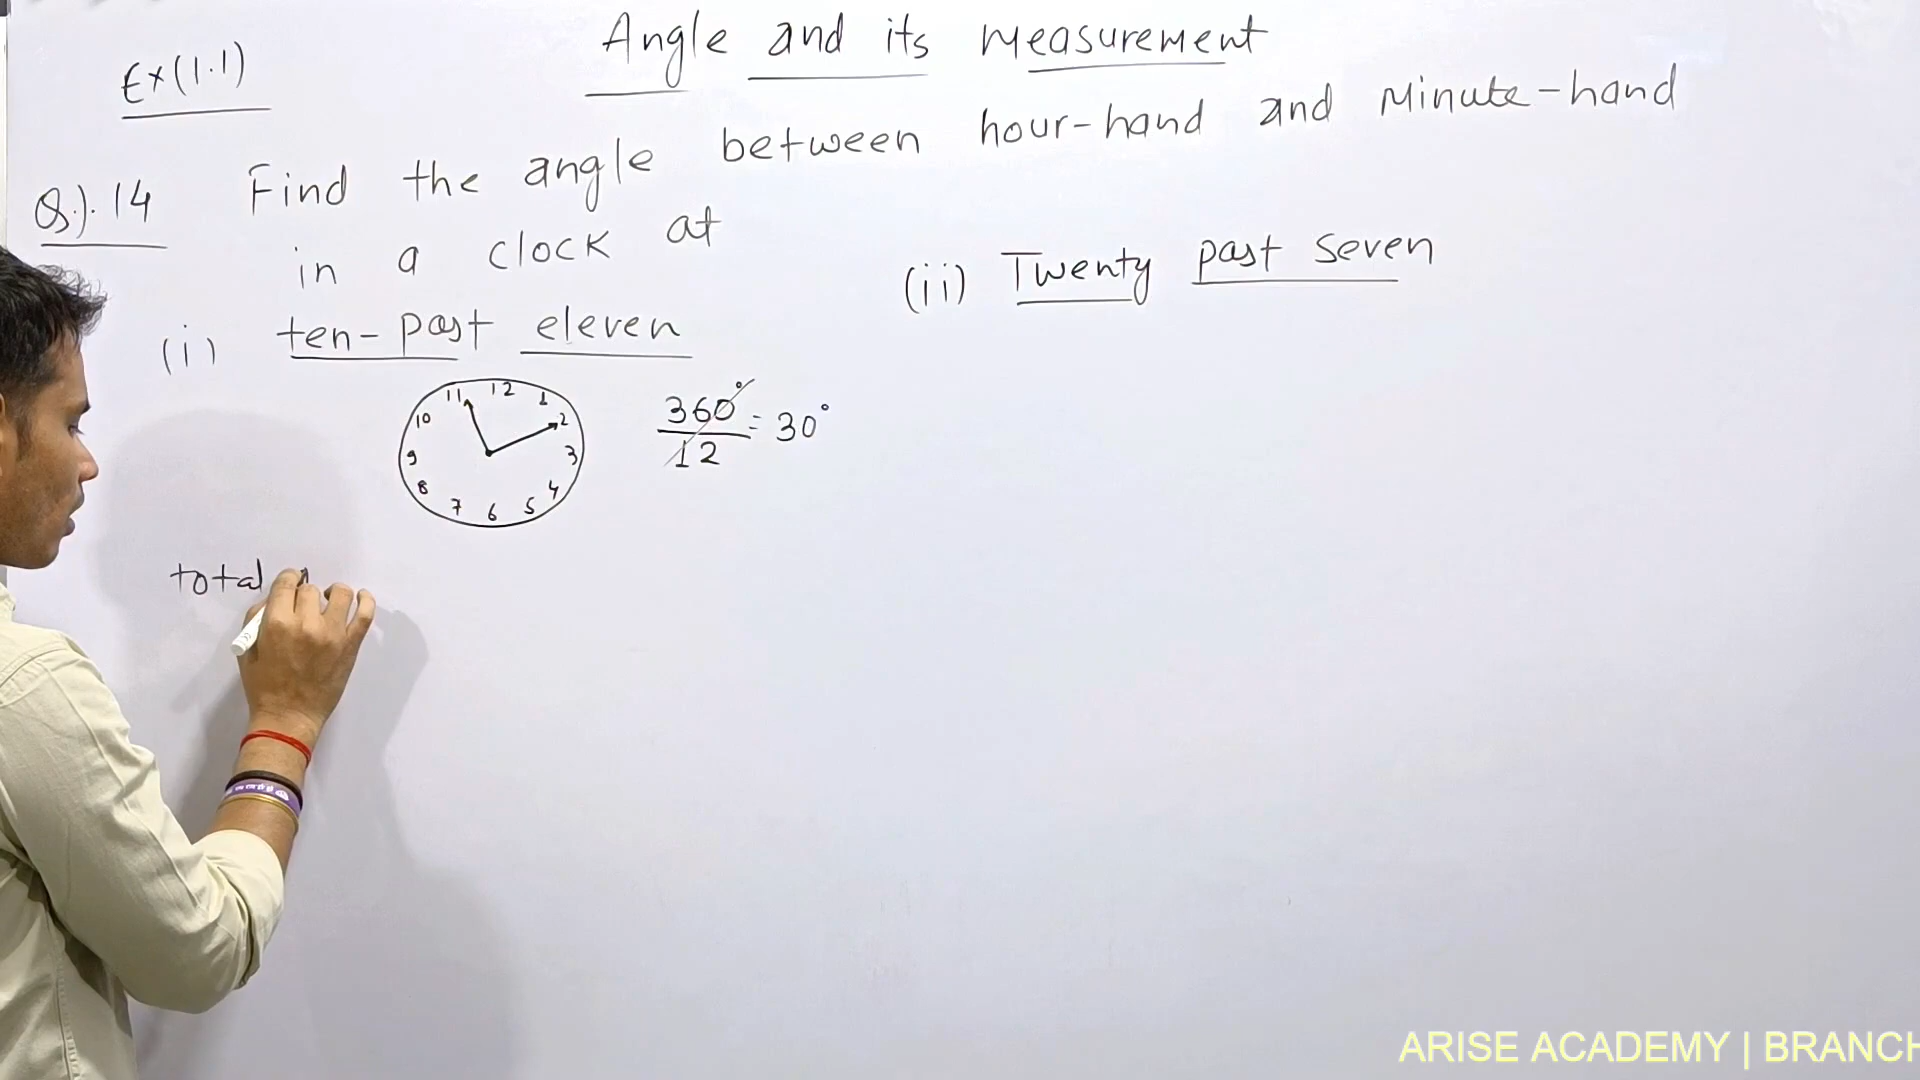 Angle and its measurement
Ex(1.1)
Q.).14 Find the angle between hour-hand and Minute-hand
in a clock at
(i) ten-past eleven
(ii) Twenty past seven
11 12 1
10 2
9 3
8 4
7 6 5
360° / 12 = 30°
total
ARISE ACADEMY | BRANCH